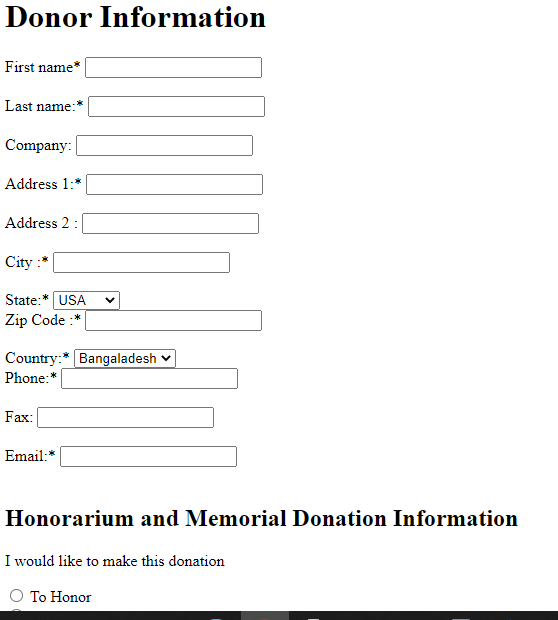 Donor Information
First name*
Last name:*
Company:
Address 1:*
Address 2 :
City :*
State:* USA
Zip Code :*
Country:* Bangaladesh
Phone:*
Fax:
Email:*
Honorarium and Memorial Donation Information
I would like to make this donation
To Honor